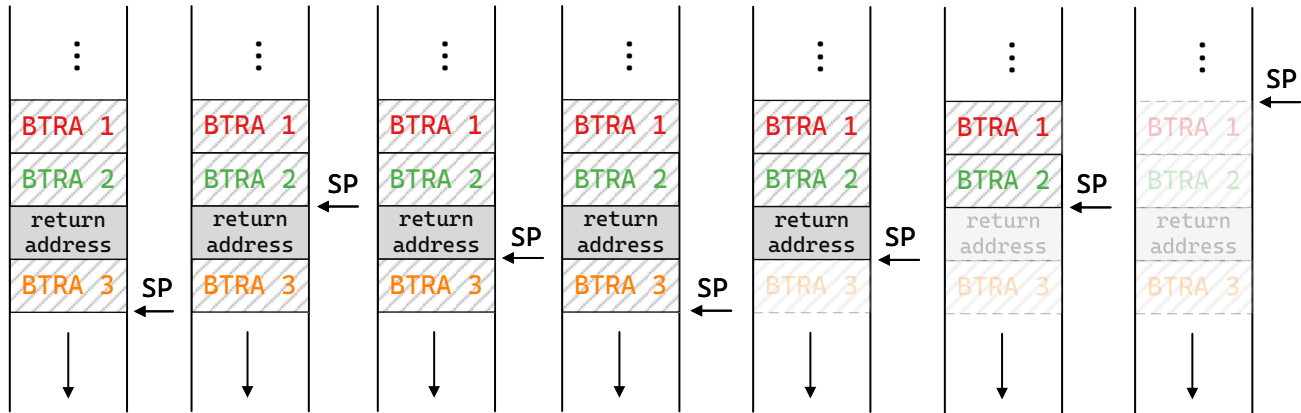 SP
BTRA 1 BTRA 1 BTRA 1 BTRA 1 BTRA 1 BTRA 1 BTRA 1
BTRA 2 BTRA 2 SP BTRA 2 BTRA 2 BTRA 2 BTRA 2 SP BTRA 2
return return return return return return return
address address address SP address address SP address address
BTRA 3 SP BTRA 3 BTRA 3 BTRA 3 SP BTRA 3 BTRA 3 BTRA 3